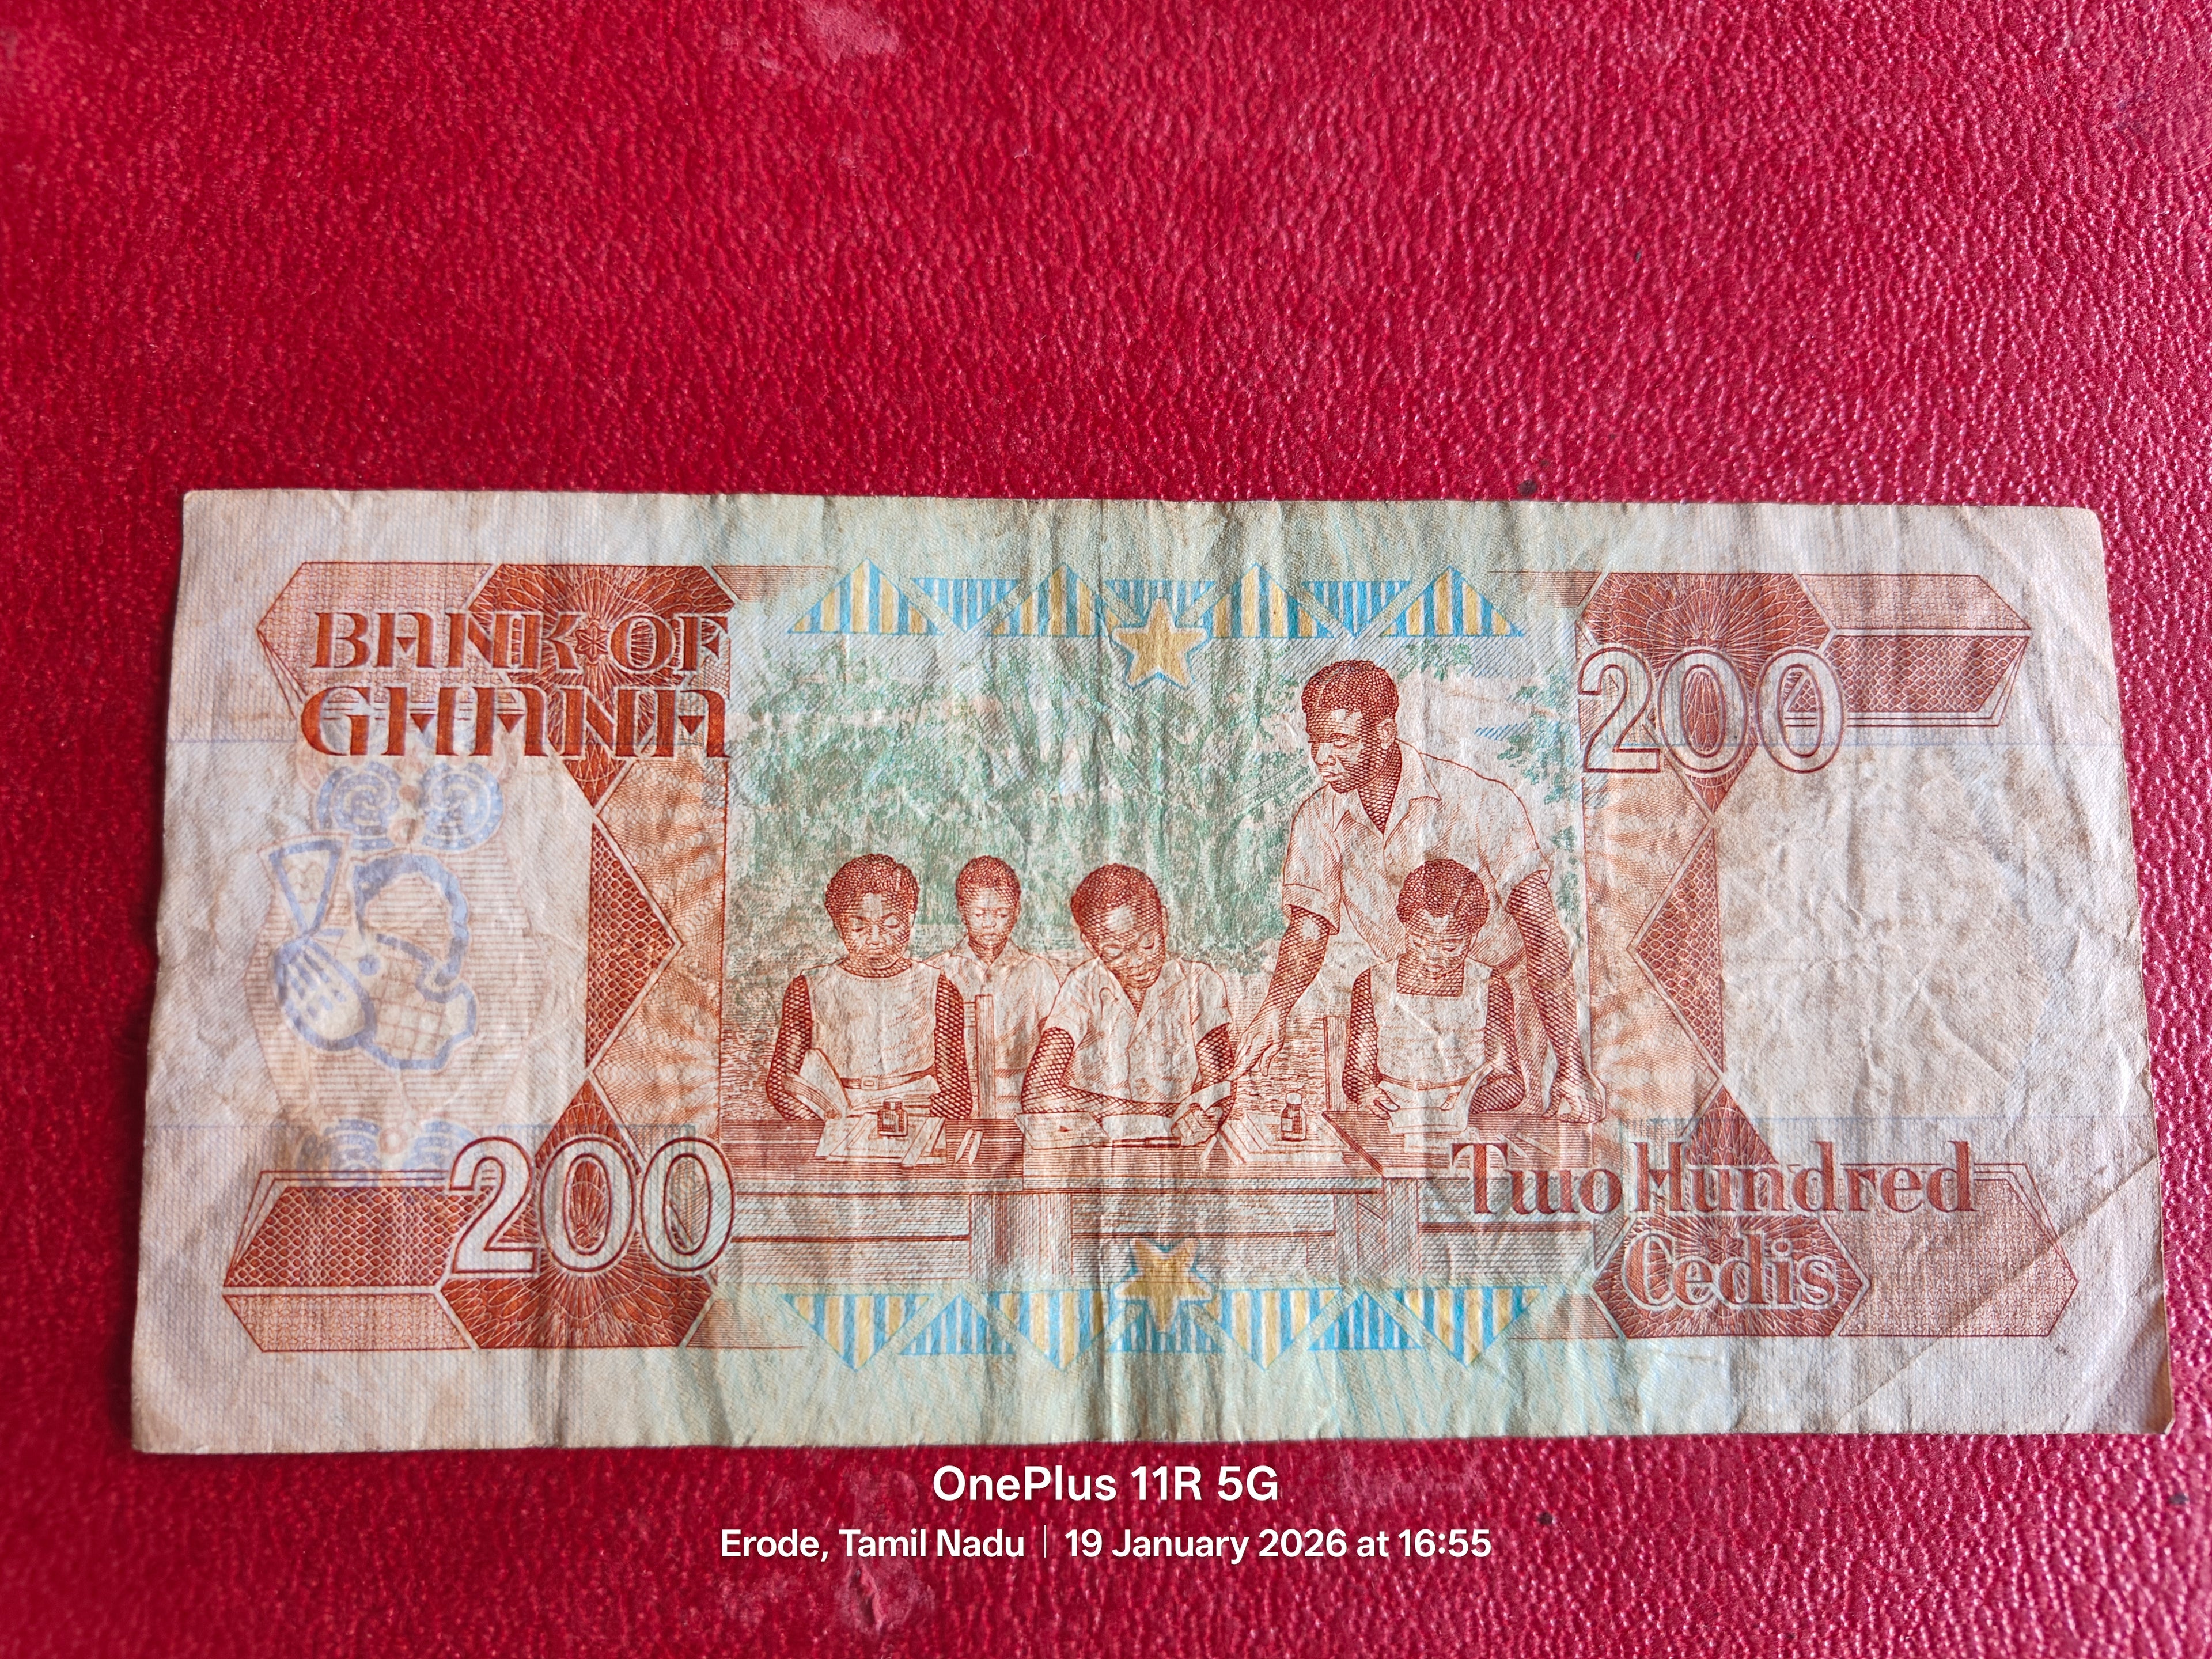 BANK OF
GHANA
200
200
Two Hundred
Cedis
OnePlus 11R 5G
Erode, Tamil Nadu | 19 January 2026 at 16:55